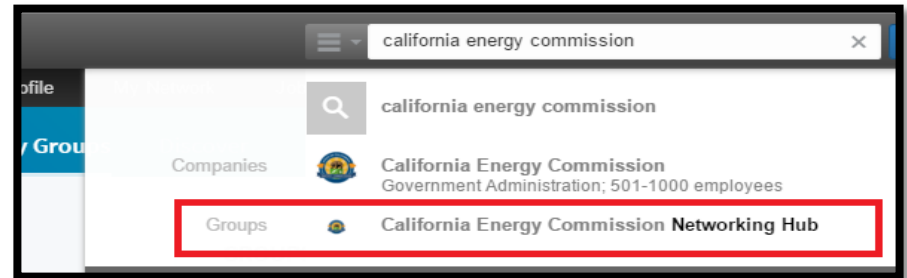 california energy commission
ofile
california energy commission
y Grou
Companies
California Energy Commission
Government Administration; 501-1000 employees
Groups
California Energy Commission Networking Hub